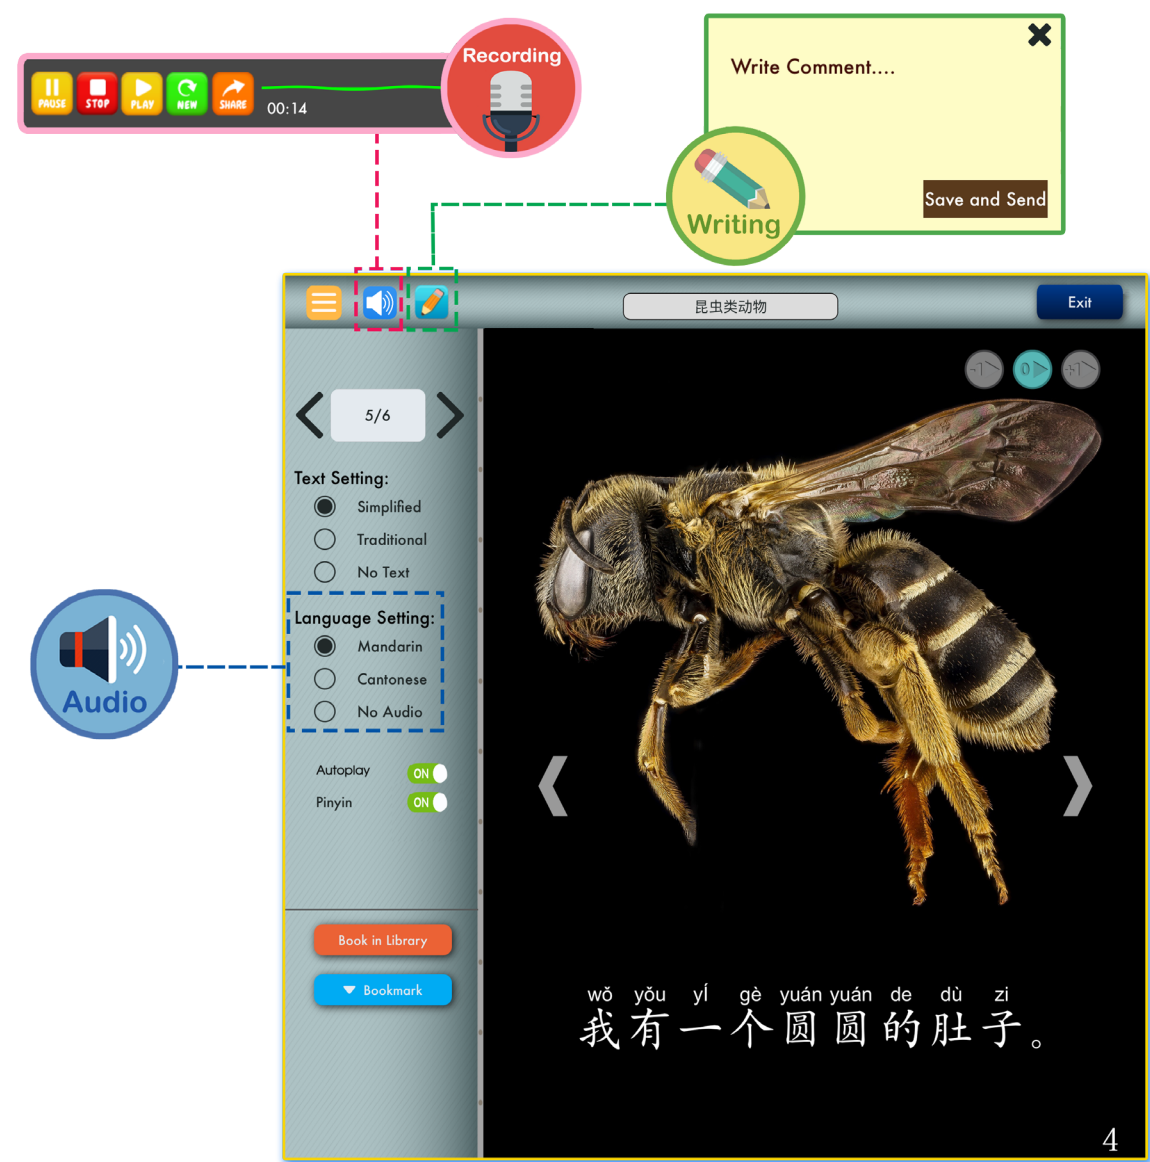 Recording
PAUSE STOP PLAY NEW SHARE
00:14
Write Comment....
Save and Send
Writing
昆虫类动物
Exit
-1 0 +1
5/6
Text Setting:
Simplified
Traditional
No Text
Language Setting:
Mandarin
Cantonese
No Audio
Audio
Autoplay ON
Pinyin ON
Book in Library
Bookmark
wǒ yǒu yí gè yuán yuán de dù zi
我有一个圆圆的肚子。
4